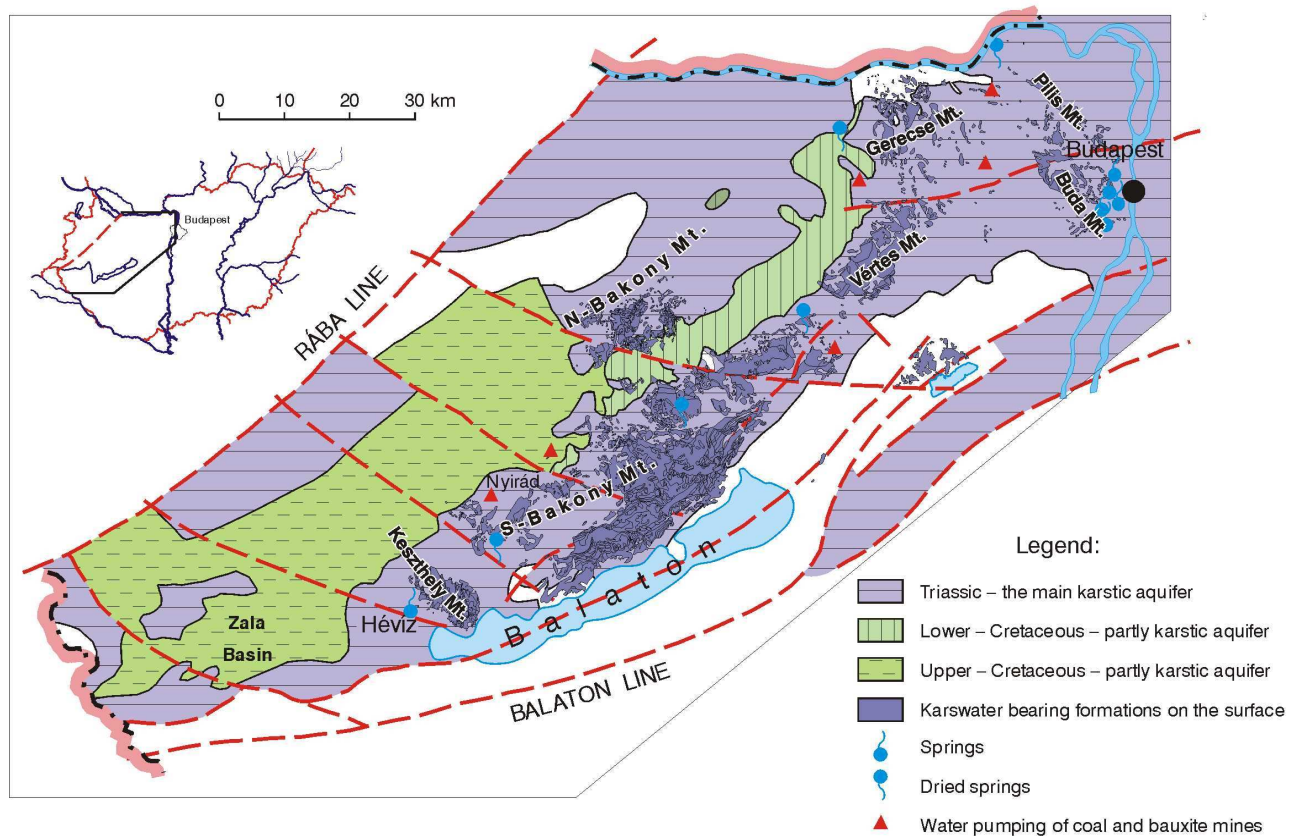 0 10 20 30 km
Budapest
Pilis Mt.
Gerecse Mt.
Budapest
Buda Mt.
Vértes Mt.
N - Bakony Mt.
RÁBA LINE
Nyirád
S - Bakony Mt.
Keszthely Mt.
Hévíz
Balaton
Zala
Basin
BALATON LINE
Legend:
Triassic – the main karstic aquifer
Lower – Cretaceous – partly karstic aquifer
Upper – Cretaceous – partly karstic aquifer
Karswater bearing formations on the surface
Springs
Dried springs
Water pumping of coal and bauxite mines